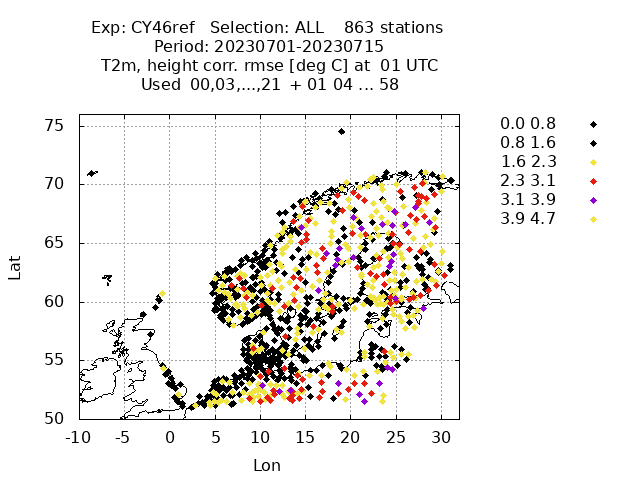 Exp: CY46ref   Selection: ALL    863 stations
Period: 20230701-20230715
T2m, height corr. rmse [deg C] at  01 UTC
Used  00,03,...,21  + 01 04 ... 58
0.0 0.8
0.8 1.6
1.6 2.3
2.3 3.1
3.1 3.9
3.9 4.7
75
70
65
60
55
50
Lat
-10 -5 0 5 10 15 20 25 30
Lon